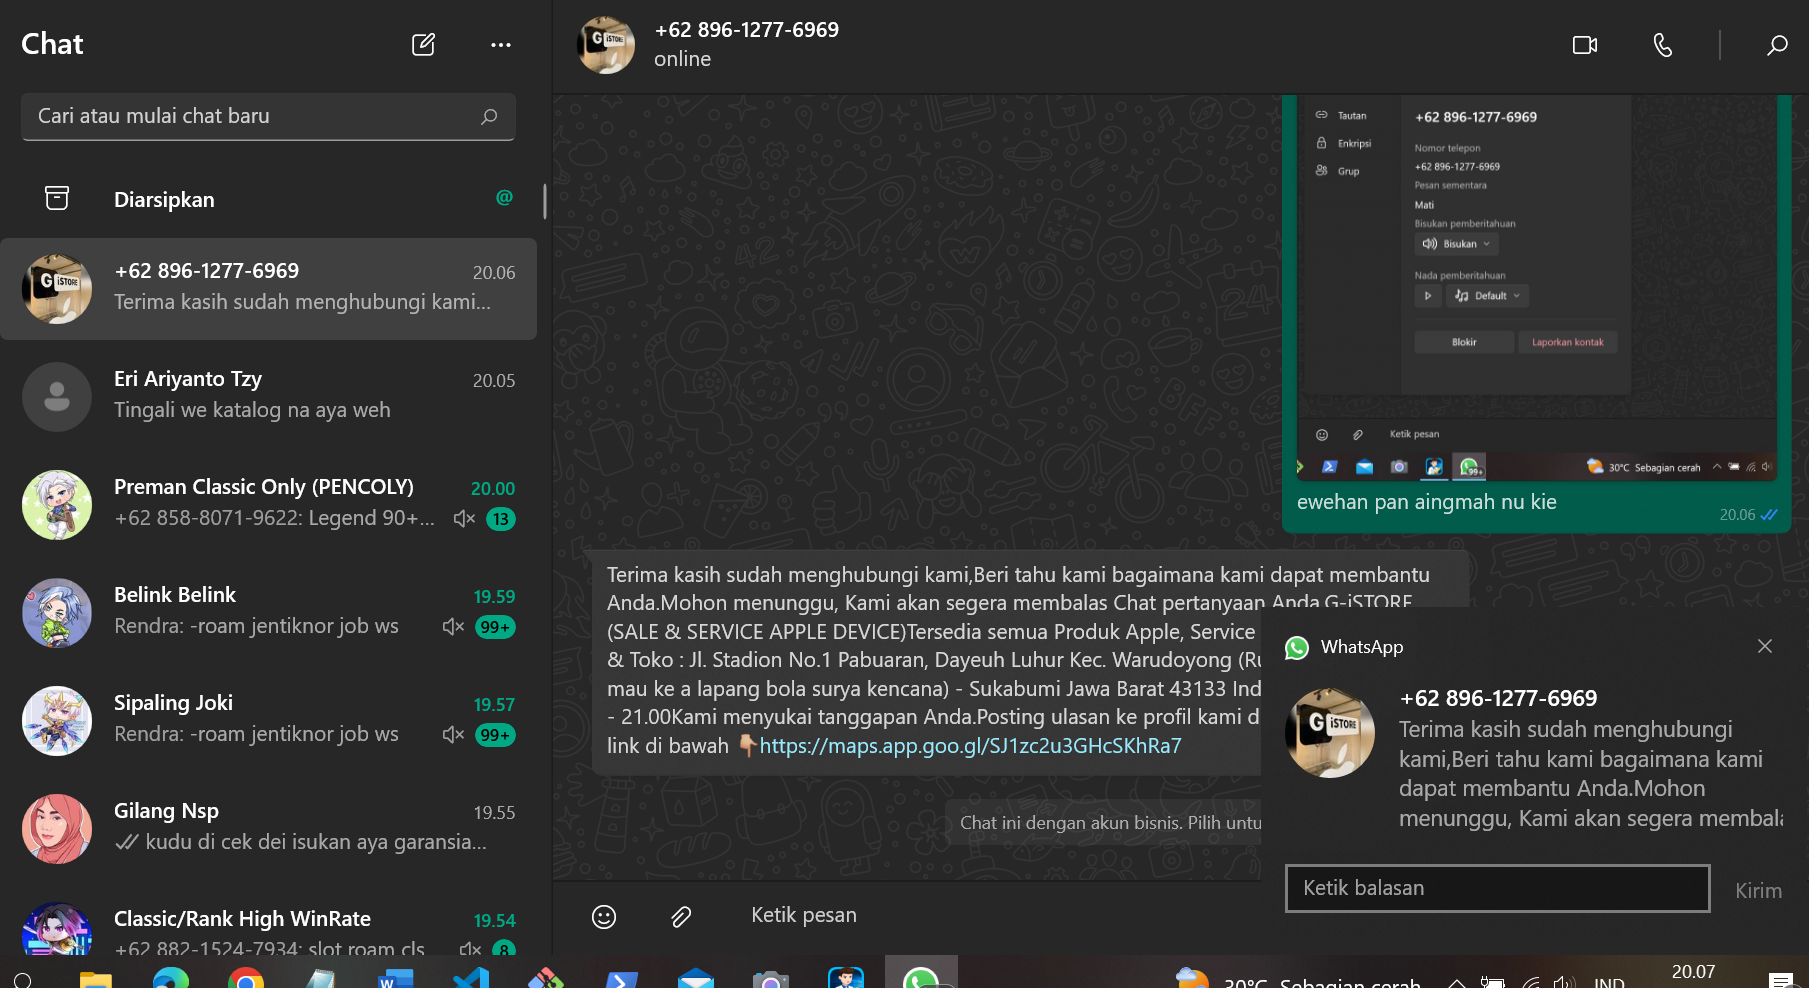 Chat
Cari atau mulai chat baru
Diarsipkan
@
+62 896-1277-6969
20.06
Terima kasih sudah menghubungi kami...
Eri Ariyanto Tzy
20.05
Tingali we katalog na aya weh
Preman Classic Only (PENCOLY)
20.00
+62 858-8071-9622: Legend 90+...
13
Belink Belink
19.59
Rendra: -roam jentiknor job ws
99+
Sipaling Joki
19.57
Rendra: -roam jentiknor job ws
99+
Gilang Nsp
19.55
kudu di cek dei isukan aya garansia...
Classic/Rank High WinRate
19.54
+62 882-1524-7934: slot roam cls
8
G iSTORE
+62 896-1277-6969
online
Tautan
Enkripsi
Grup
+62 896-1277-6969
Nomor telepon
+62 896-1277-6969
Pesan sementara
Mati
Bisukan pemberitahuan
Bisukan
Nada pemberitahuan
Default
Blokir
Laporkan kontak
Ketik pesan
99+
30°C Sebagian cerah
ewehan pan aingmah nu kie
20.06
Terima kasih sudah menghubungi kami,Beri tahu kami bagaimana kami dapat membantu
Anda.Mohon menunggu, Kami akan segera membalas Chat pertanyaan Anda.G-iSTORE
(SALE & SERVICE APPLE DEVICE)Tersedia semua Produk Apple, Service
& Toko : Jl. Stadion No.1 Pabuaran, Dayeuh Luhur Kec. Warudoyong (Ru
mau ke a lapang bola surya kencana) - Sukabumi Jawa Barat 43133 Ind
- 21.00Kami menyukai tanggapan Anda.Posting ulasan ke profil kami d
link di bawah 👇🏼https://maps.app.goo.gl/SJ1zc2u3GHcSKhRa7
Chat ini dengan akun bisnis. Pilih untu
Ketik pesan
WhatsApp
G iSTORE
+62 896-1277-6969
Terima kasih sudah menghubungi
kami,Beri tahu kami bagaimana kami
dapat membantu Anda.Mohon
menunggu, Kami akan segera membala
Ketik balasan
Kirim
30°C Sebagian cerah
IND
20.07